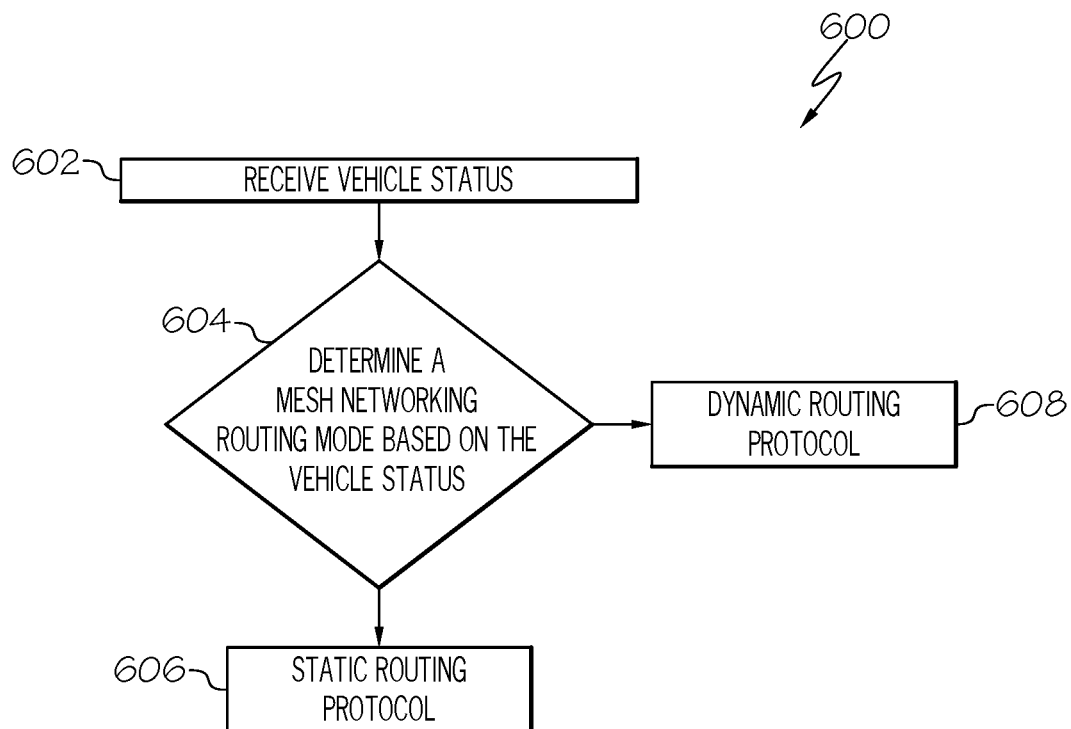 600
602
RECEIVE VEHICLE STATUS
604
DETERMINE A
MESH NETWORKING
ROUTING MODE BASED ON THE
VEHICLE STATUS
DYNAMIC ROUTING
PROTOCOL
608
606
STATIC ROUTING
PROTOCOL